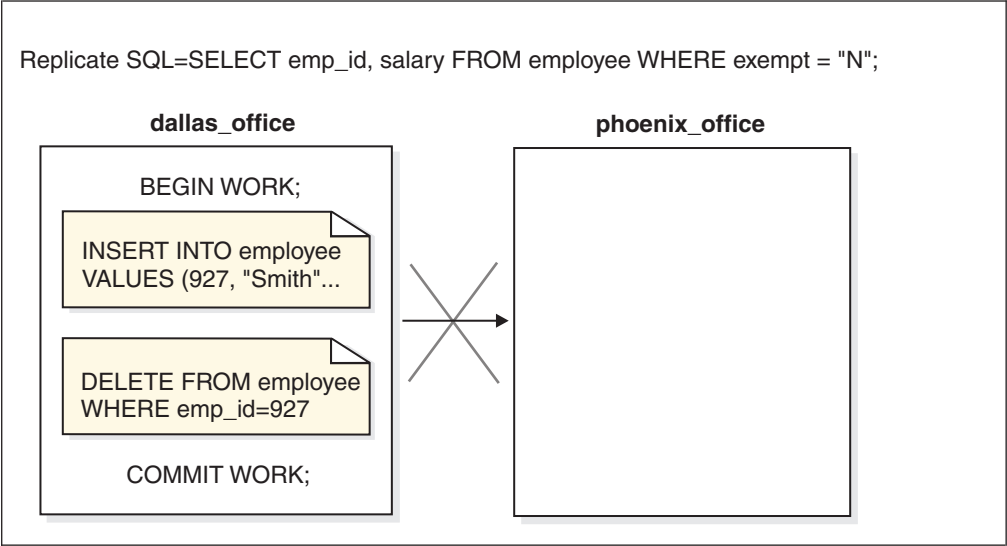 Replicate SQL=SELECT emp_id, salary FROM employee WHERE exempt = "N";
dallas_office
phoenix_office
BEGIN WORK;
INSERT INTO employee
VALUES (927, "Smith"...
DELETE FROM employee
WHERE emp_id=927
COMMIT WORK;